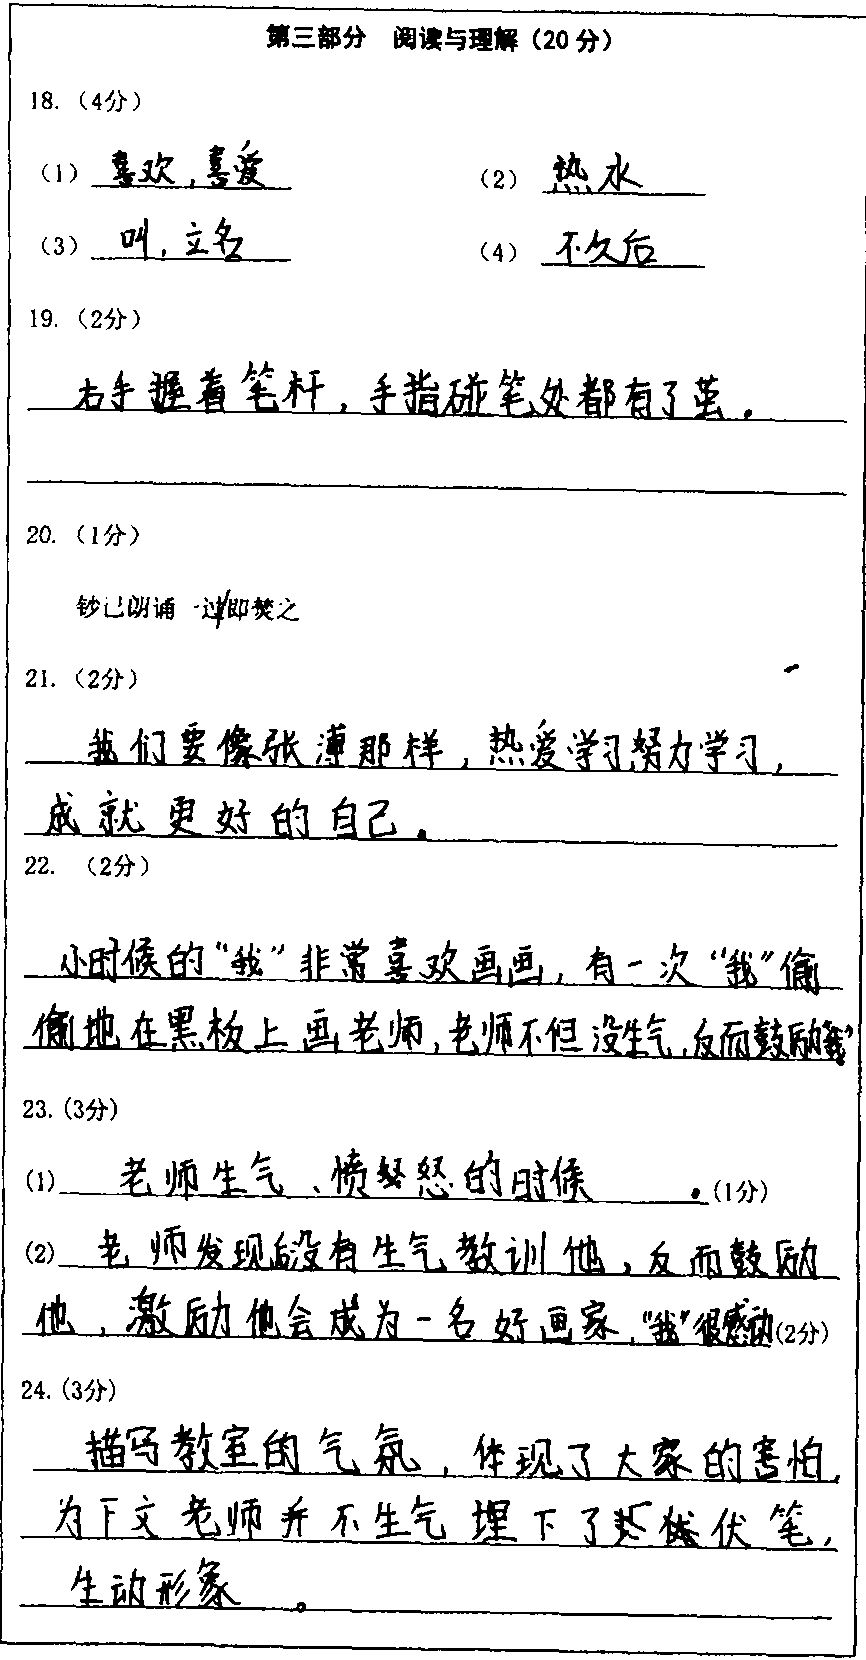 第三部分 阅读与理解（20分）
18.（4分）
（1）喜欢,喜爱 （2）热水
（3）叫,立名 （4）不久后
19.（2分）
右手握着笔杆，手指碰笔处都有了茧。
20.（1分）
钞已朗诵一过/即焚之
21.（2分）
我们要像张溥那样，热爱学习努力学习，
成就更好的自己。
22.（2分）
小时候的“我”非常喜欢画画，有一次“我”偷
偷地在黑板上画老师，老师不但没生气，反而鼓励“我”
23.(3分)
(1) 老师生气、愤怒的时候。(1分)
(2) 老师发现后没有生气教训他，反而鼓励
他，激励他会成为一名好画家，“我”很感动(2分)
24.(3分)
描写教室的气氛，体现了大家的害怕，
为下文老师并不生气埋下了伏笔，
生动形象。